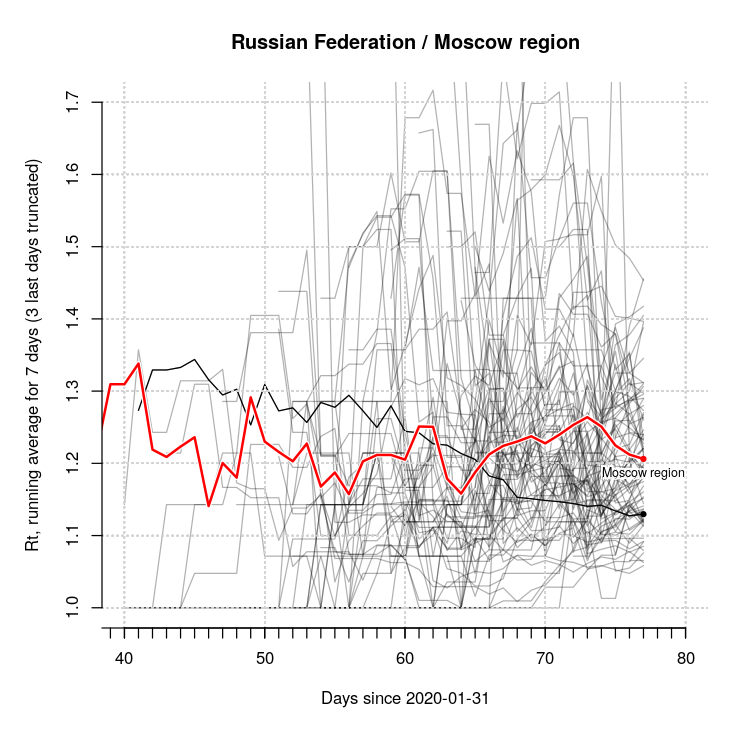 Russian Federation / Moscow region
Rt, running average for 7 days (3 last days truncated)
1.7
1.6
1.5
1.4
1.3
1.2
1.1
1.0
Moscow region
40 50 60 70 80
Days since 2020-01-31